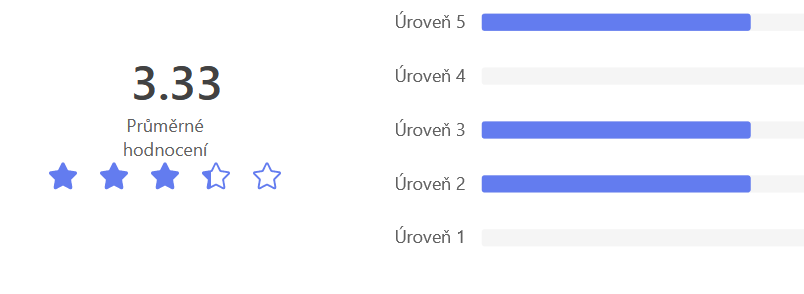 3.33
Průměrné
hodnocení
Úroveň 5
Úroveň 4
Úroveň 3
Úroveň 2
Úroveň 1